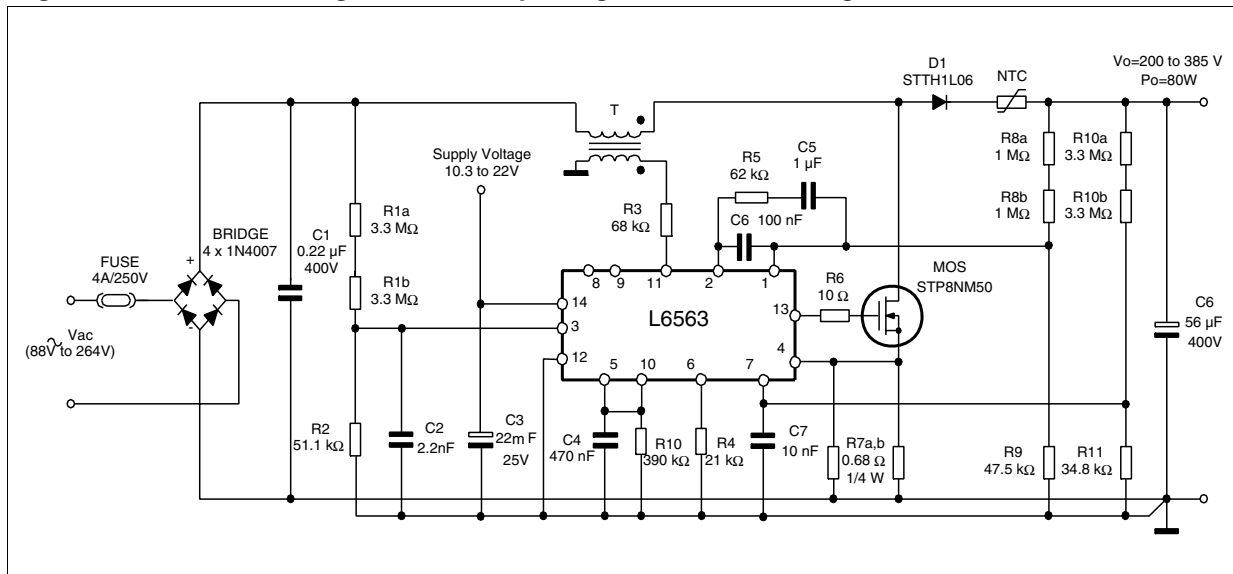 D1
STTH1L06
NTC
Vo=200 to 385 V
Po=80W
T
Supply Voltage
10.3 to 22V
R5
62 kΩ
C5
1 µF
R8a
1 MΩ
R10a
3.3 MΩ
R8b
1 MΩ
R10b
3.3 MΩ
R3
68 kΩ
C6
100 nF
R1a
3.3 MΩ
R1b
3.3 MΩ
BRIDGE
4 x 1N4007
+
-
C1
0.22 µF
400V
FUSE
4A/250V
Vac
(88V to 264V)
8
9
11
2
1
14
3
12
L6563
13
4
5
10
6
7
R6
10 Ω
MOS
STP8NM50
C6
56 µF
400V
R2
51.1 kΩ
C2
2.2nF
C3
22m F
25V
C4
470 nF
R10
390 kΩ
R4
21 kΩ
C7
10 nF
R7a,b
0.68 Ω
1/4 W
R9
47.5 kΩ
R11
34.8 kΩ